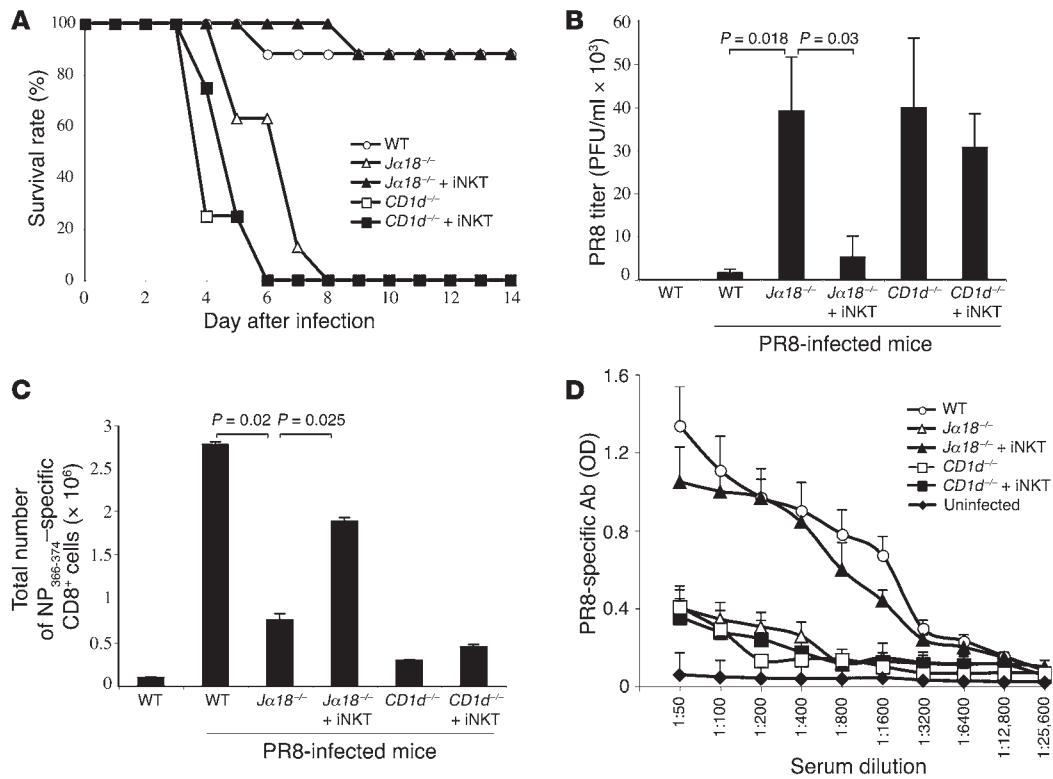 A
Survival rate (%)
100
80
60
40
20
0
0 2 4 6 8 10 12 14
Day after infection
WT
Jα18⁻/⁻
Jα18⁻/⁻ + iNKT
CD1d⁻/⁻
CD1d⁻/⁻ + iNKT
B
PR8 titer (PFU/ml × 10³)
60
50
40
30
20
10
0
P = 0.018 P = 0.03
WT WT Jα18⁻/⁻ Jα18⁻/⁻ CD1d⁻/⁻ CD1d⁻/⁻
+ iNKT + iNKT
PR8-infected mice
C
Total number
of NP366-374–specific
CD8⁺ cells (× 10⁶)
3
2.5
2
1.5
1
0.5
0
P = 0.02 P = 0.025
WT WT Jα18⁻/⁻ Jα18⁻/⁻ CD1d⁻/⁻ CD1d⁻/⁻
+ iNKT + iNKT
PR8-infected mice
D
PR8-specific Ab (OD)
1.6
1.2
0.8
0.4
0
WT
Jα18⁻/⁻
Jα18⁻/⁻ + iNKT
CD1d⁻/⁻
CD1d⁻/⁻ + iNKT
Uninfected
1:50
1:100
1:200
1:400
1:800
1:1600
1:3200
1:6400
1:12,800
1:25,600
Serum dilution